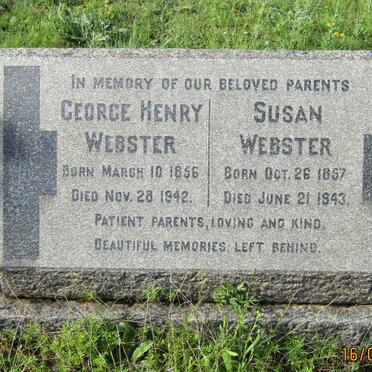 IN MEMORY OF OUR BELOVED PARENTS
GEORGE HENRY WEBSTER
BORN MARCH 10 1856
DIED NOV. 28 1942.
SUSAN WEBSTER
BORN OCT. 26 1857
DIED JUNE 21 1943.
PATIENT PARENTS, LOVING AND KIND,
BEAUTIFUL MEMORIES LEFT BEHIND.